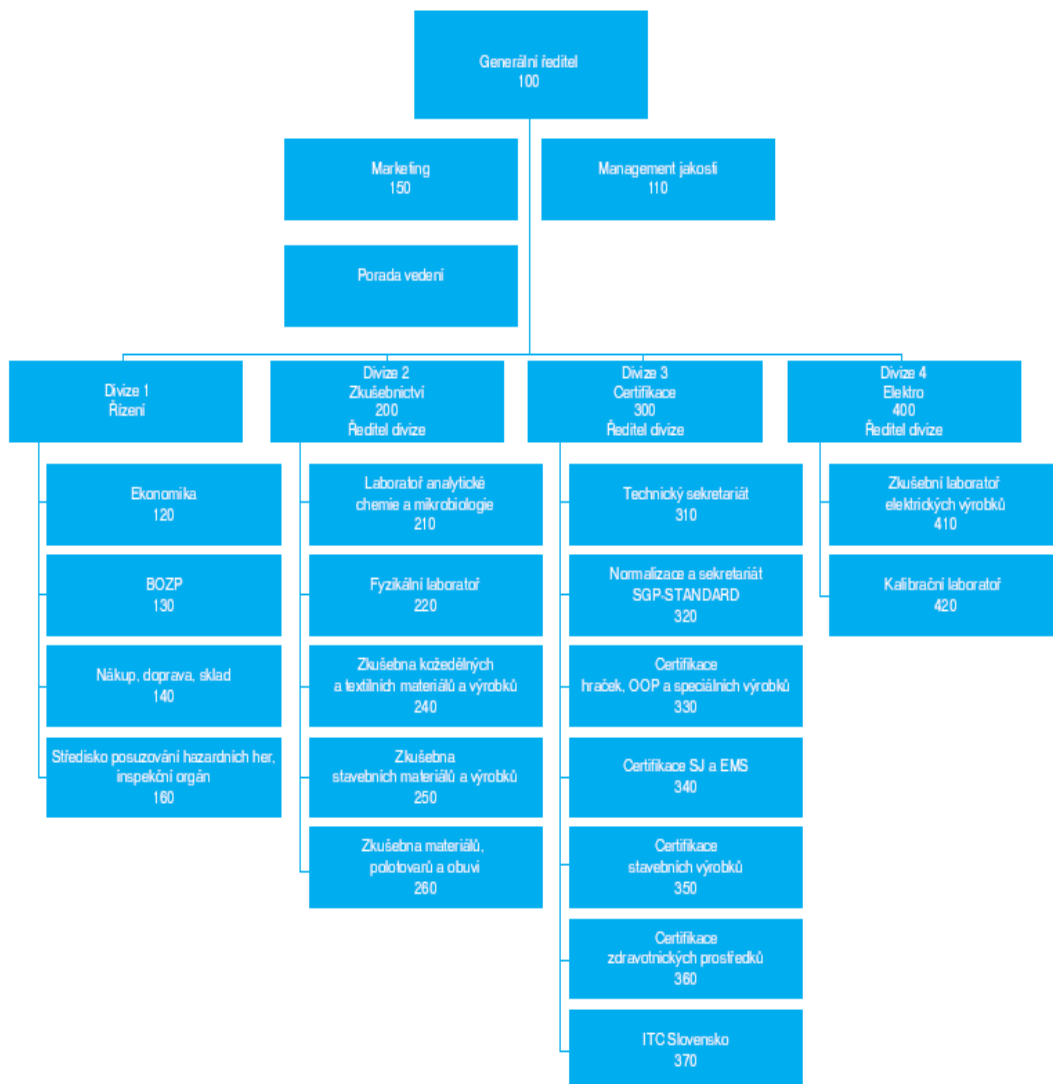 Generální ředitel
100
Marketing
150
Management jakosti
110
Porada vedení
Divize 1
Řízení
Divize 2
Zkušebnictví
200
Ředitel divize
Divize 3
Certifikace
300
Ředitel divize
Divize 4
Elektro
400
Ředitel divize
Ekonomika
120
BOZP
130
Nákup, doprava, sklad
140
Středisko posuzování hazardních her,
inspekční orgán
160
Laboratoř analytické
chemie a mikrobiologie
210
Fyzikální laboratoř
220
Zkušebna kožedělných
a textilních materiálů a výrobků
240
Zkušebna
stavebních materiálů a výrobků
250
Zkušebna materiálů,
polotovarů a obuvi
260
Technický sekretariát
310
Normalizace a sekretariát
SGP-STANDARD
320
Certifikace
hraček, OOP a speciálních výrobků
330
Certifikace SJ a EMS
340
Certifikace
stavebních výrobků
350
Certifikace
zdravotnických prostředků
360
ITC Slovensko
370
Zkušební laboratoř
elektrických výrobků
410
Kalibrační laboratoř
420